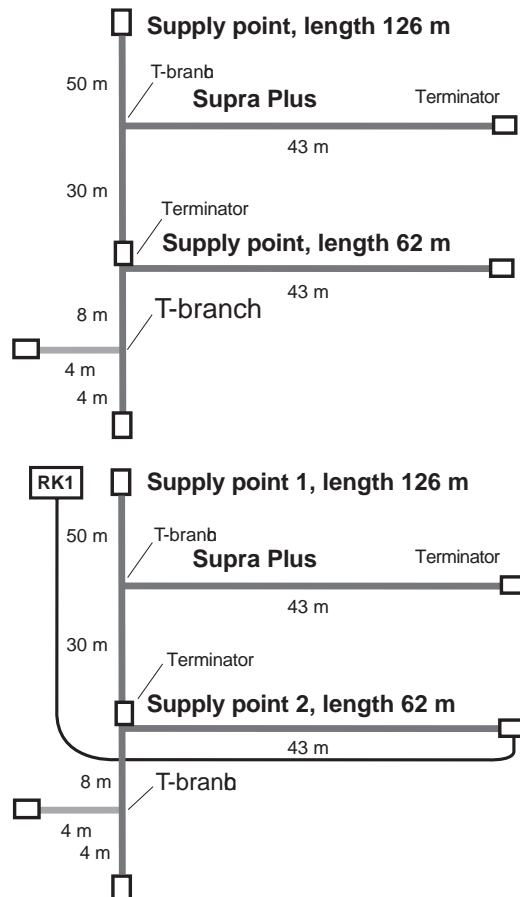 Supply point, length 126 m
T-branb
50 m
Supra Plus
Terminator
43 m
30 m
Terminator
Supply point, length 62 m
43 m
8 m
T-branch
4 m
4 m
RK1
Supply point 1, length 126 m
50 m
T-branb
Supra Plus
Terminator
43 m
30 m
Terminator
Supply point 2, length 62 m
43 m
8 m
T-branb
4 m
4 m